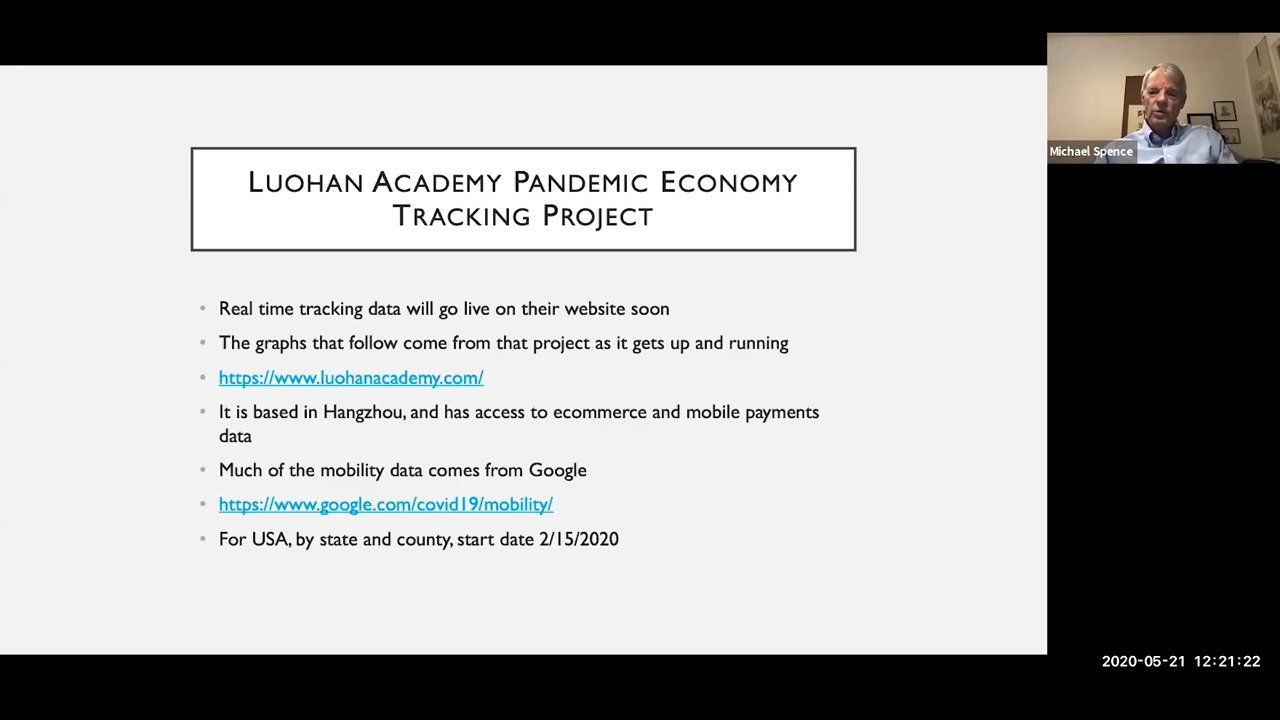 LUOHAN ACADEMY PANDEMIC ECONOMY
TRACKING PROJECT
• Real time tracking data will go live on their website soon
• The graphs that follow come from that project as it gets up and running
• https://www.luohanacademy.com/
• It is based in Hangzhou, and has access to ecommerce and mobile payments
data
• Much of the mobility data comes from Google
• https://www.google.com/covid19/mobility/
• For USA, by state and county, start date 2/15/2020
Michael Spence
2020-05-21 12:21:22